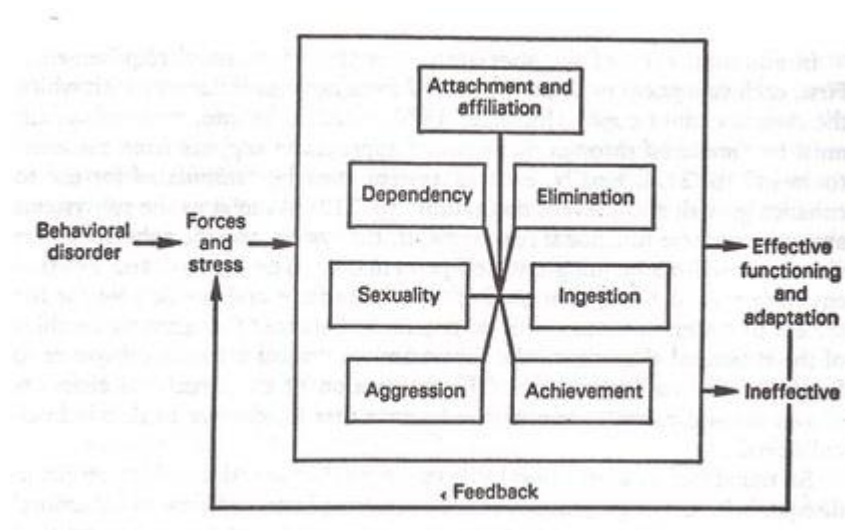 Attachment and
affiliation
Dependency
Elimination
Behavioral
disorder
Forces
and
stress
Effective
functioning
and
adaptation
Sexuality
Ingestion
Aggression
Achievement
Ineffective
Feedback